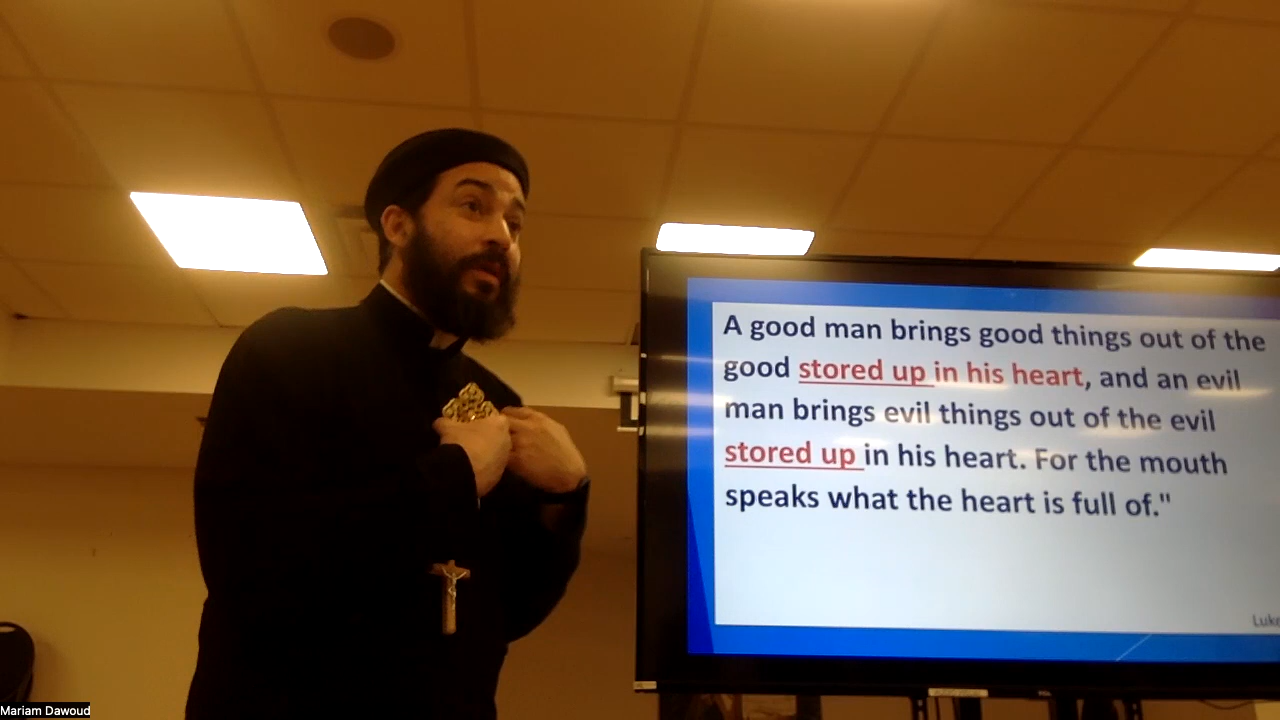 A good man brings good things out of the
good stored up in his heart, and an evil
man brings evil things out of the evil
stored up in his heart. For the mouth
speaks what the heart is full of."
Luke
Mariam Dawoud